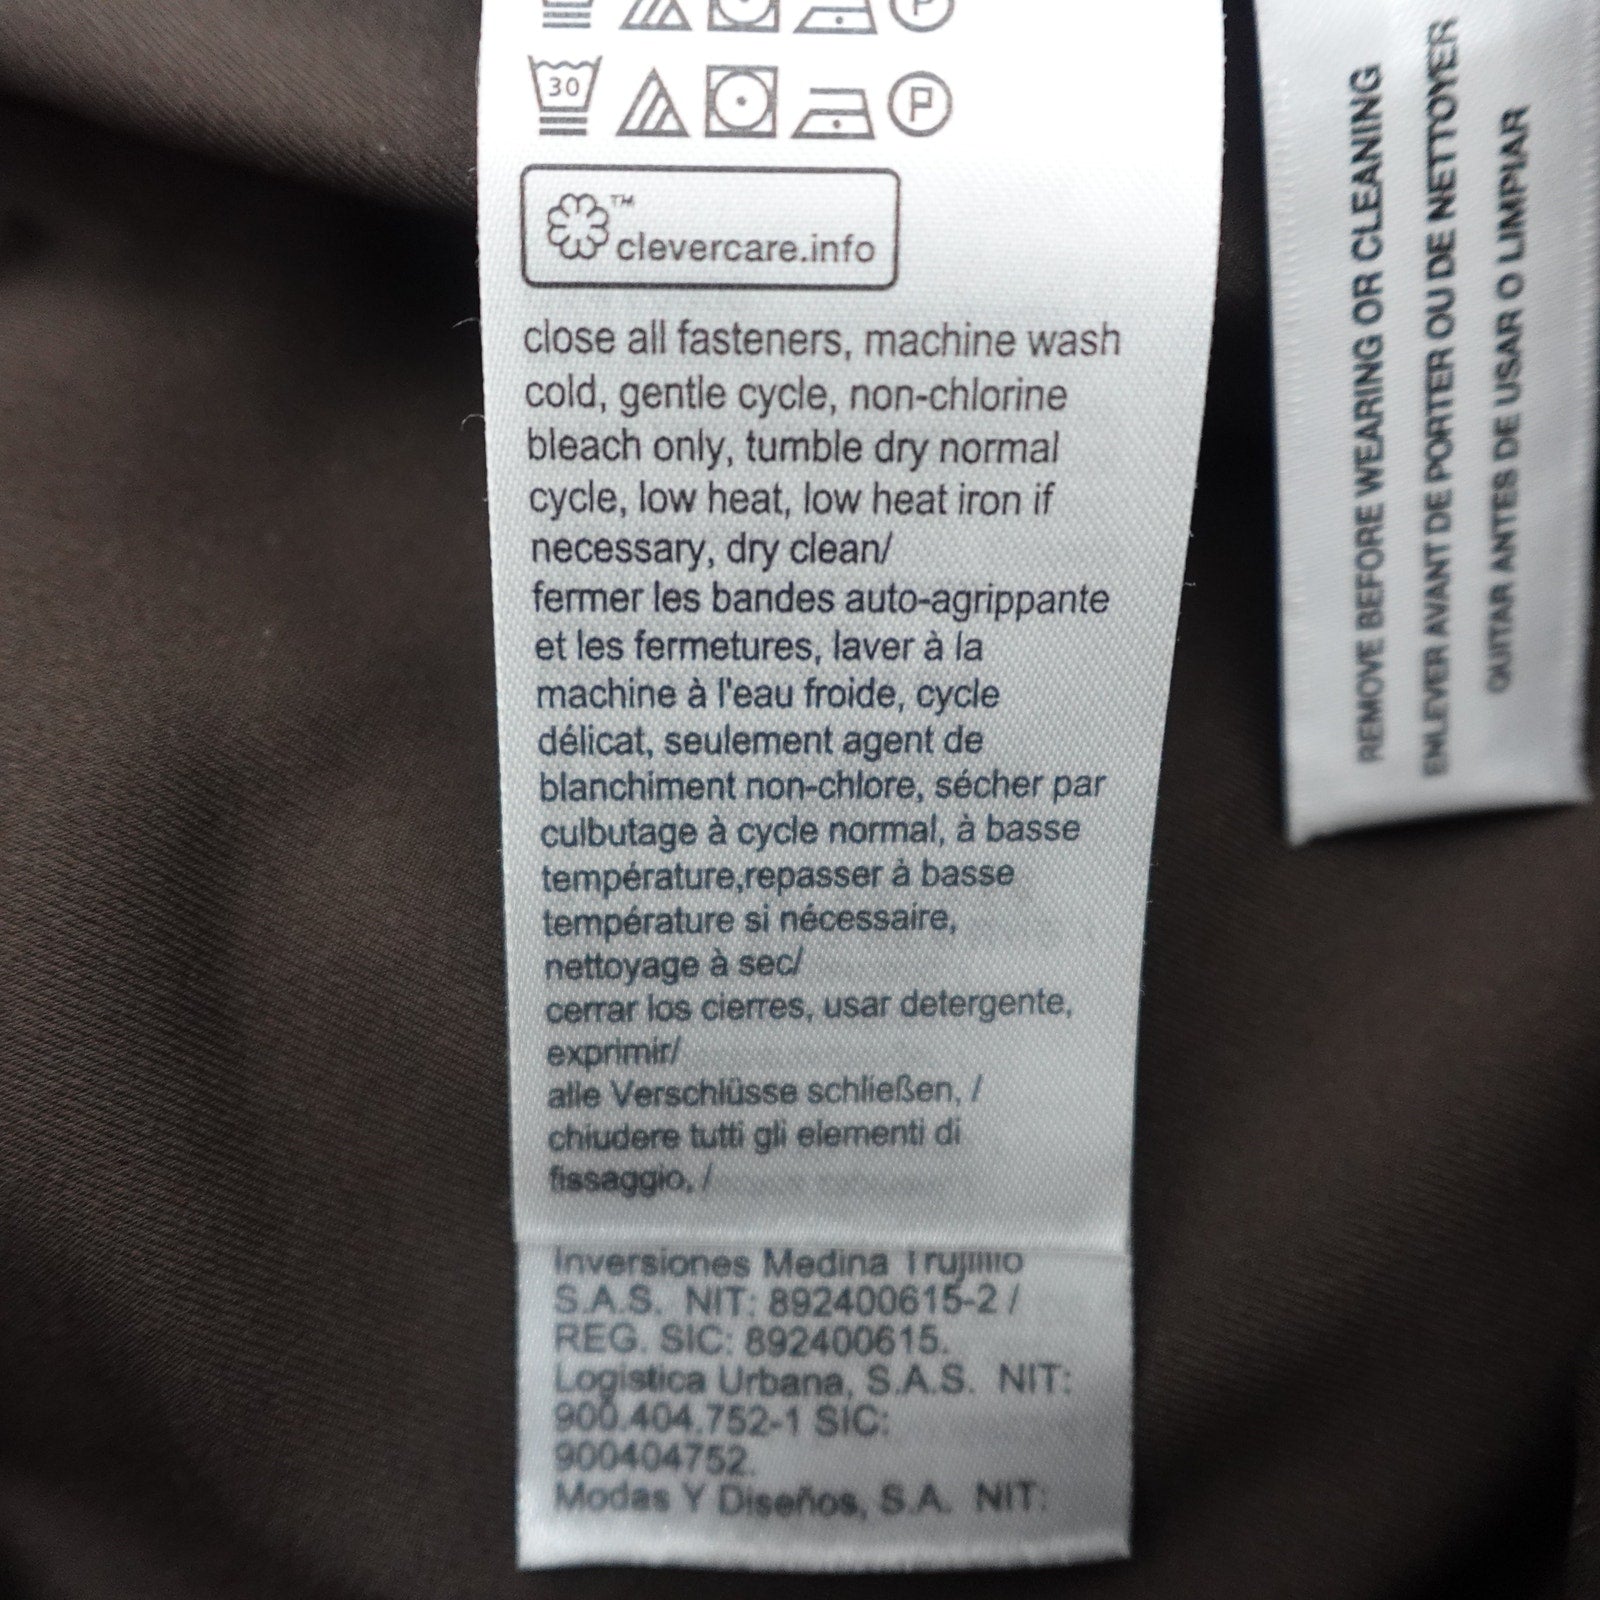 30
P
P
TM
clevercare.info
close all fasteners, machine wash
cold, gentle cycle, non-chlorine
bleach only, tumble dry normal
cycle, low heat, low heat iron if
necessary, dry clean/
fermer les bandes auto-agrippante
et les fermetures, laver à la
machine à l'eau froide, cycle
délicat, seulement agent de
blanchiment non-chlore, sécher par
culbutage à cycle normal, à basse
température,repasser à basse
température si nécessaire,
nettoyage à sec/
cerrar los cierres, usar detergente,
exprimir/
alle Verschlüsse schließen, /
chiudere tutti gli elementi di
fissaggio, /
Inversiones Medina Trujillo
S.A.S. NIT: 892400615-2 /
REG. SIC: 892400615.
Logistica Urbana, S.A.S. NIT:
900.404.752-1 SIC:
900404752.
Modas Y Diseños, S.A. NIT:
REMOVE BEFORE WEARING OR CLEANING
ENLEVER AVANT DE PORTER OU DE NETTOYER
QUITAR ANTES DE USAR O LIMPIAR